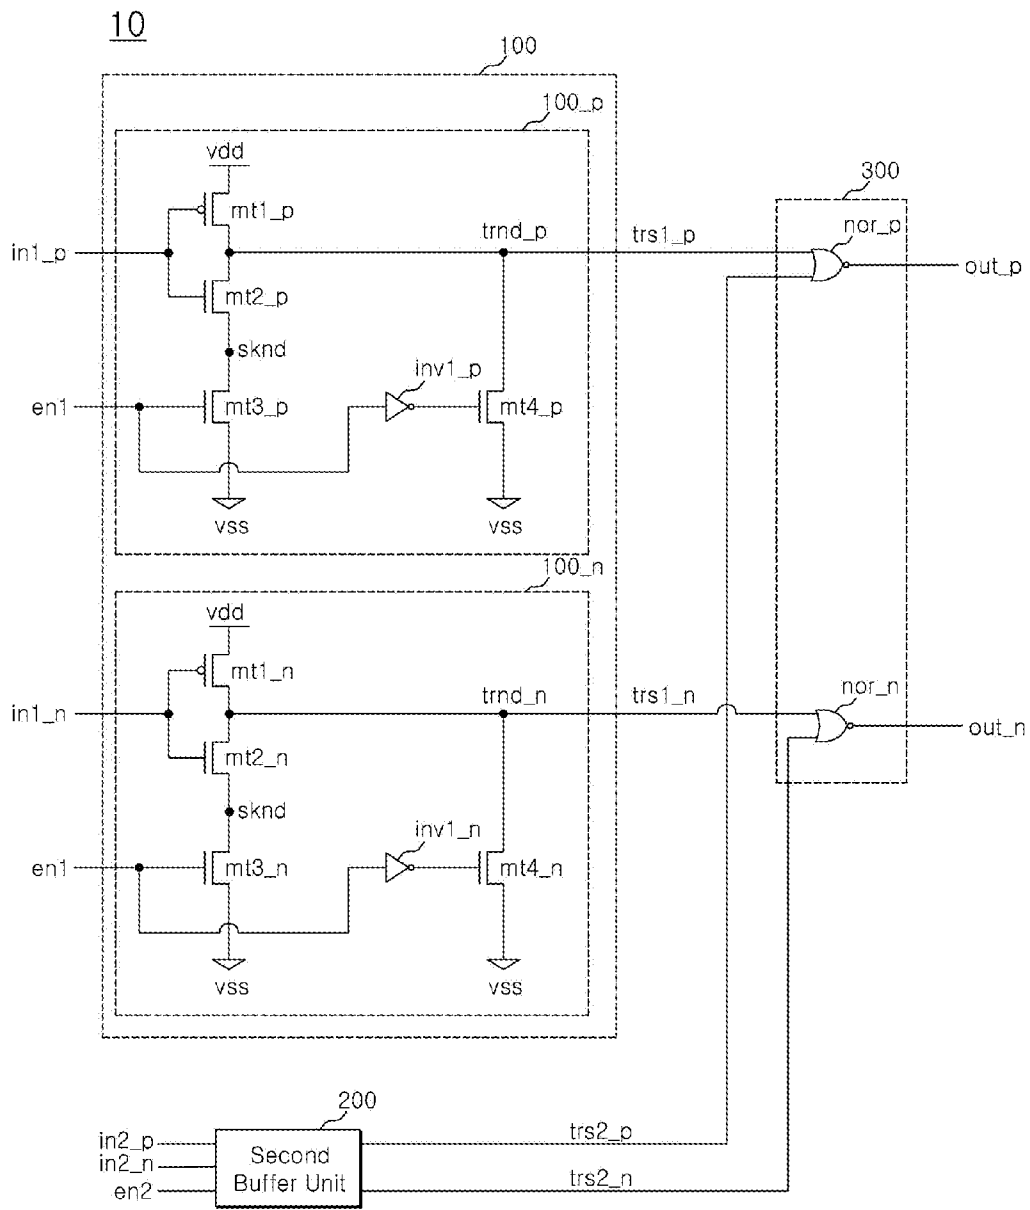 10
100
100_p
vdd
mt1_p
300
nor_p
in1_p
trnd_p
trs1_p
out_p
mt2_p
sknd
inv1_p
en1
mt3_p
mt4_p
vss
vss
100_n
vdd
mt1_n
nor_n
in1_n
trnd_n
trs1_n
out_n
mt2_n
sknd
inv1_n
en1
mt3_n
mt4_n
vss
vss
200
in2_p
in2_n
en2
Second
Buffer Unit
trs2_p
trs2_n